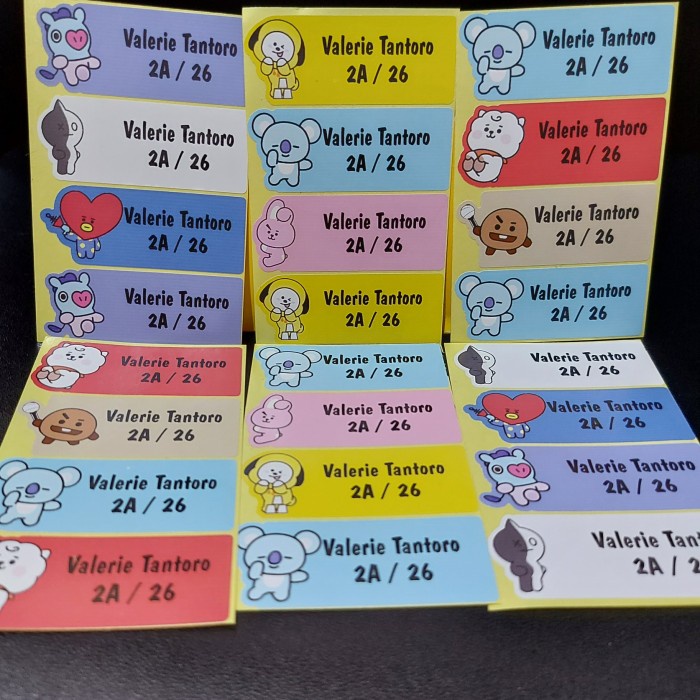 Valerie Tantoro
2A / 26
Valerie Tantoro
2A / 26
Valerie Tantoro
2A / 26
Valerie Tantoro
2A / 26
Valerie Tantoro
2A / 26
Valerie Tantoro
2A / 26
Valerie Tantoro
2A / 26
Valerie Tantoro
2A / 26
Valerie Tantoro
2A / 26
Valerie Tantoro
2A / 26
Valerie Tantoro
2A / 26
Valerie Tantoro
2A / 26
Valerie Tantoro
2A / 26
Valerie Tantoro
2A / 26
Valerie Tantoro
2A / 26
Valerie Tantoro
2A / 26
Valerie Tantoro
2A / 26
Valerie Tantoro
2A / 26
Valerie Tantoro
2A / 26
Valerie Tantoro
2A / 26
Valerie Tantoro
2A / 26
Valerie Tantoro
2A / 26
Valerie Tantoro
2A / 26
Valerie Tant
2A / 2